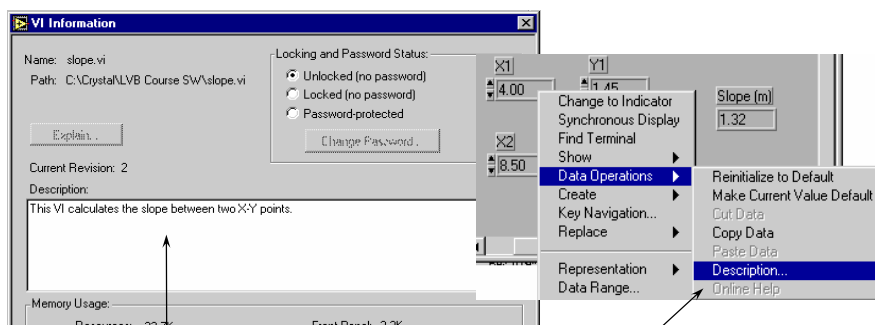 VI Information
Name: slope.vi
Path: C:\Crystal\LVB Course SW\slope.vi
Explain...
Current Revision: 2
Locking and Password Status:
Unlocked (no password)
Locked (no password)
Password-protected
Change Password...
Description:
This VI calculates the slope between two X-Y points.
Memory Usage:
X1
4.00
Y1
1.45
X2
8.50
Slope (m)
1.32
Change to Indicator
Synchronous Display
Find Terminal
Show
Data Operations
Create
Key Navigation...
Replace
Representation
Data Range...
Reinitialize to Default
Make Current Value Default
Cut Data
Copy Data
Paste Data
Description...
Online Help